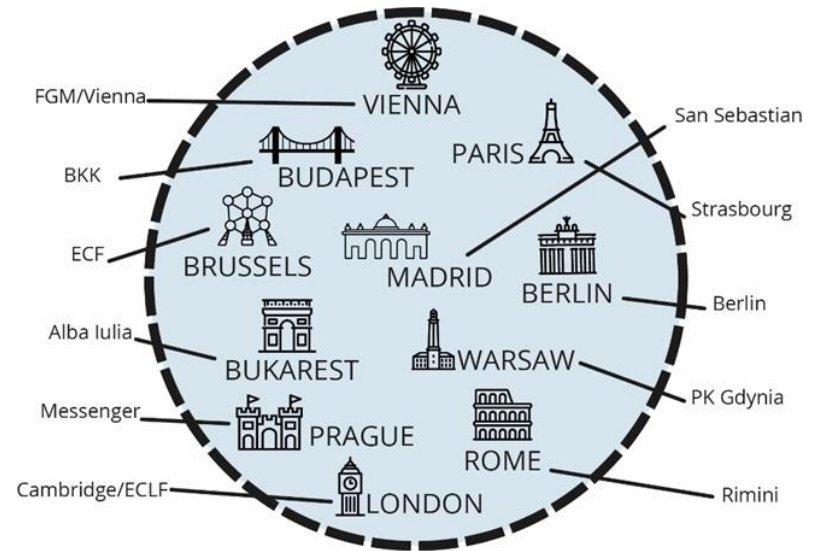 FGM/Vienna
VIENNA
San Sebastian
PARIS
BKK
BUDAPEST
Strasbourg
ECF
BRUSSELS
MADRID
BERLIN
Berlin
Alba Iulia
BUKAREST
WARSAW
PK Gdynia
Messenger
PRAGUE
ROME
Cambridge/ECLF
LONDON
Rimini